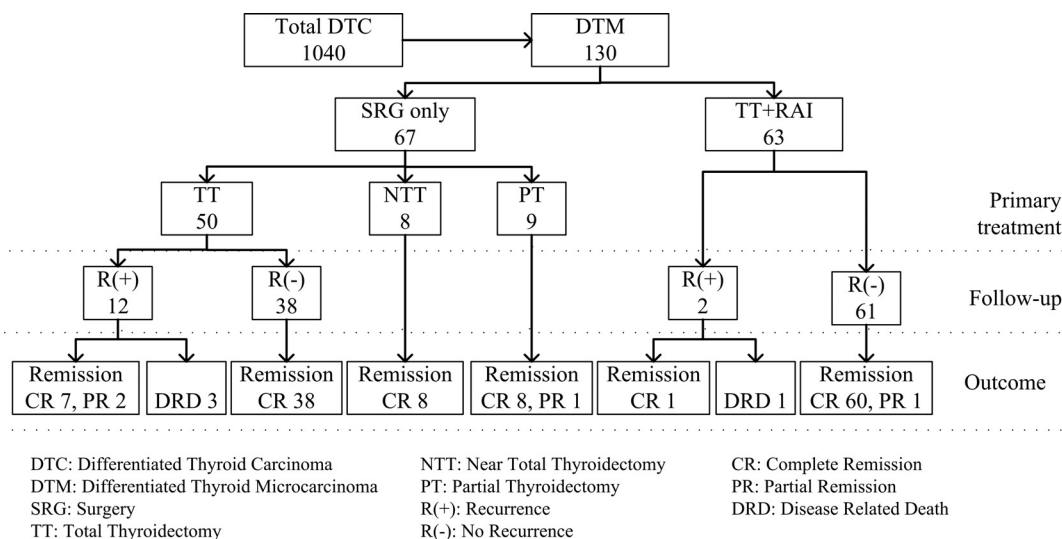 Total DTC
1040
DTM
130
SRG only
67
TT+RAI
63
TT
50
NTT
8
PT
9
Primary
treatment
R(+)
12
R(-)
38
R(+)
2
R(-)
61
Follow-up
Remission
CR 7, PR 2
DRD 3
Remission
CR 38
Remission
CR 8
Remission
CR 8, PR 1
Remission
CR 1
DRD 1
Remission
CR 60, PR 1
Outcome
DTC: Differentiated Thyroid Carcinoma
DTM: Differentiated Thyroid Microcarcinoma
SRG: Surgery
TT: Total Thyroidectomy
NTT: Near Total Thyroidectomy
PT: Partial Thyroidectomy
R(+): Recurrence
R(-): No Recurrence
CR: Complete Remission
PR: Partial Remission
DRD: Disease Related Death